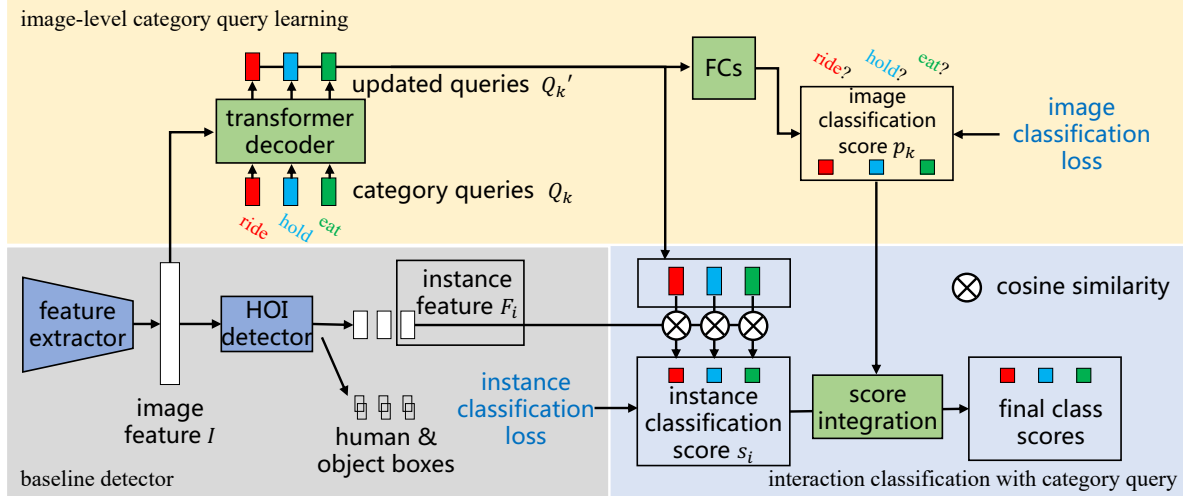 image-level category query learning
updated queries Q_k′
FCs
ride?
hold?
eat?
image
classification
score p_k
image
classification
loss
transformer
decoder
category queries Q_k
ride
hold
eat
feature
extractor
HOI
detector
instance
feature F_i
cosine similarity
image
feature I
human &
object boxes
instance
classification
loss
instance
classification
score s_i
score
integration
final class
scores
baseline detector
interaction classification with category query